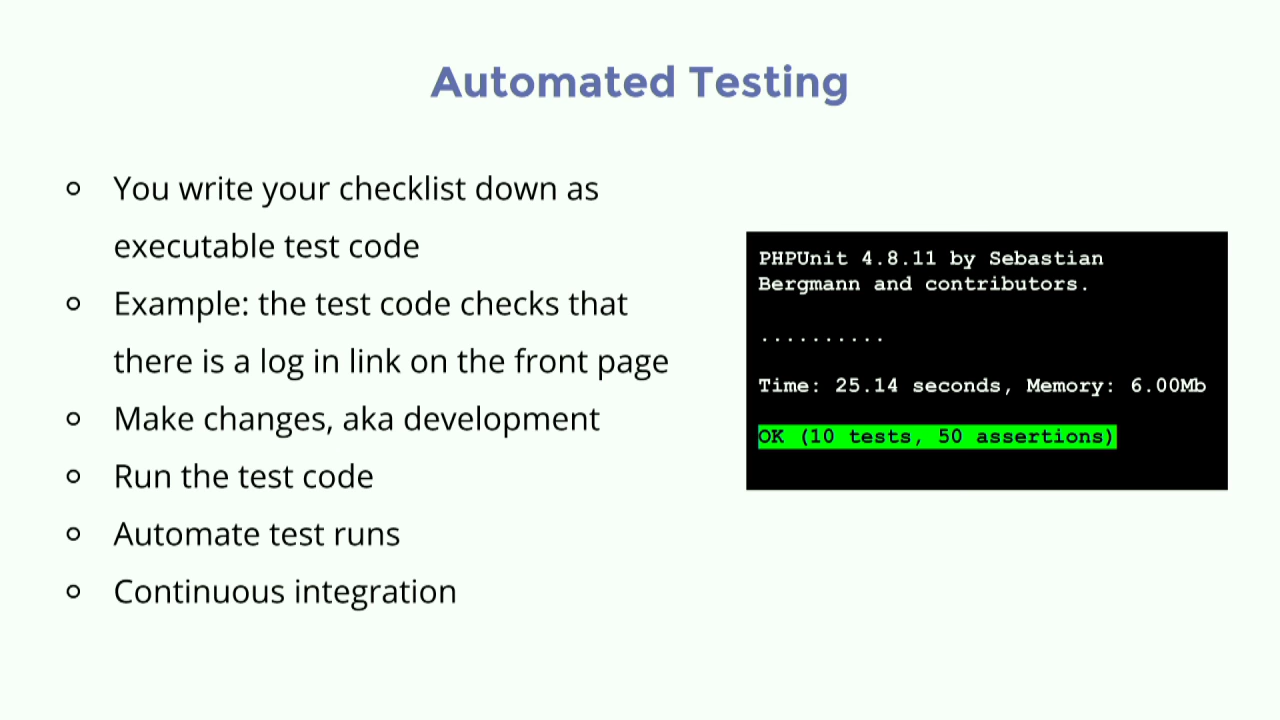 Automated Testing
You write your checklist down as
executable test code
Example: the test code checks that
there is a log in link on the front page
Make changes, aka development
Run the test code
Automate test runs
Continuous integration
PHPUnit 4.8.11 by Sebastian
Bergmann and contributors.
..........
Time: 25.14 seconds, Memory: 6.00Mb
OK (10 tests, 50 assertions)